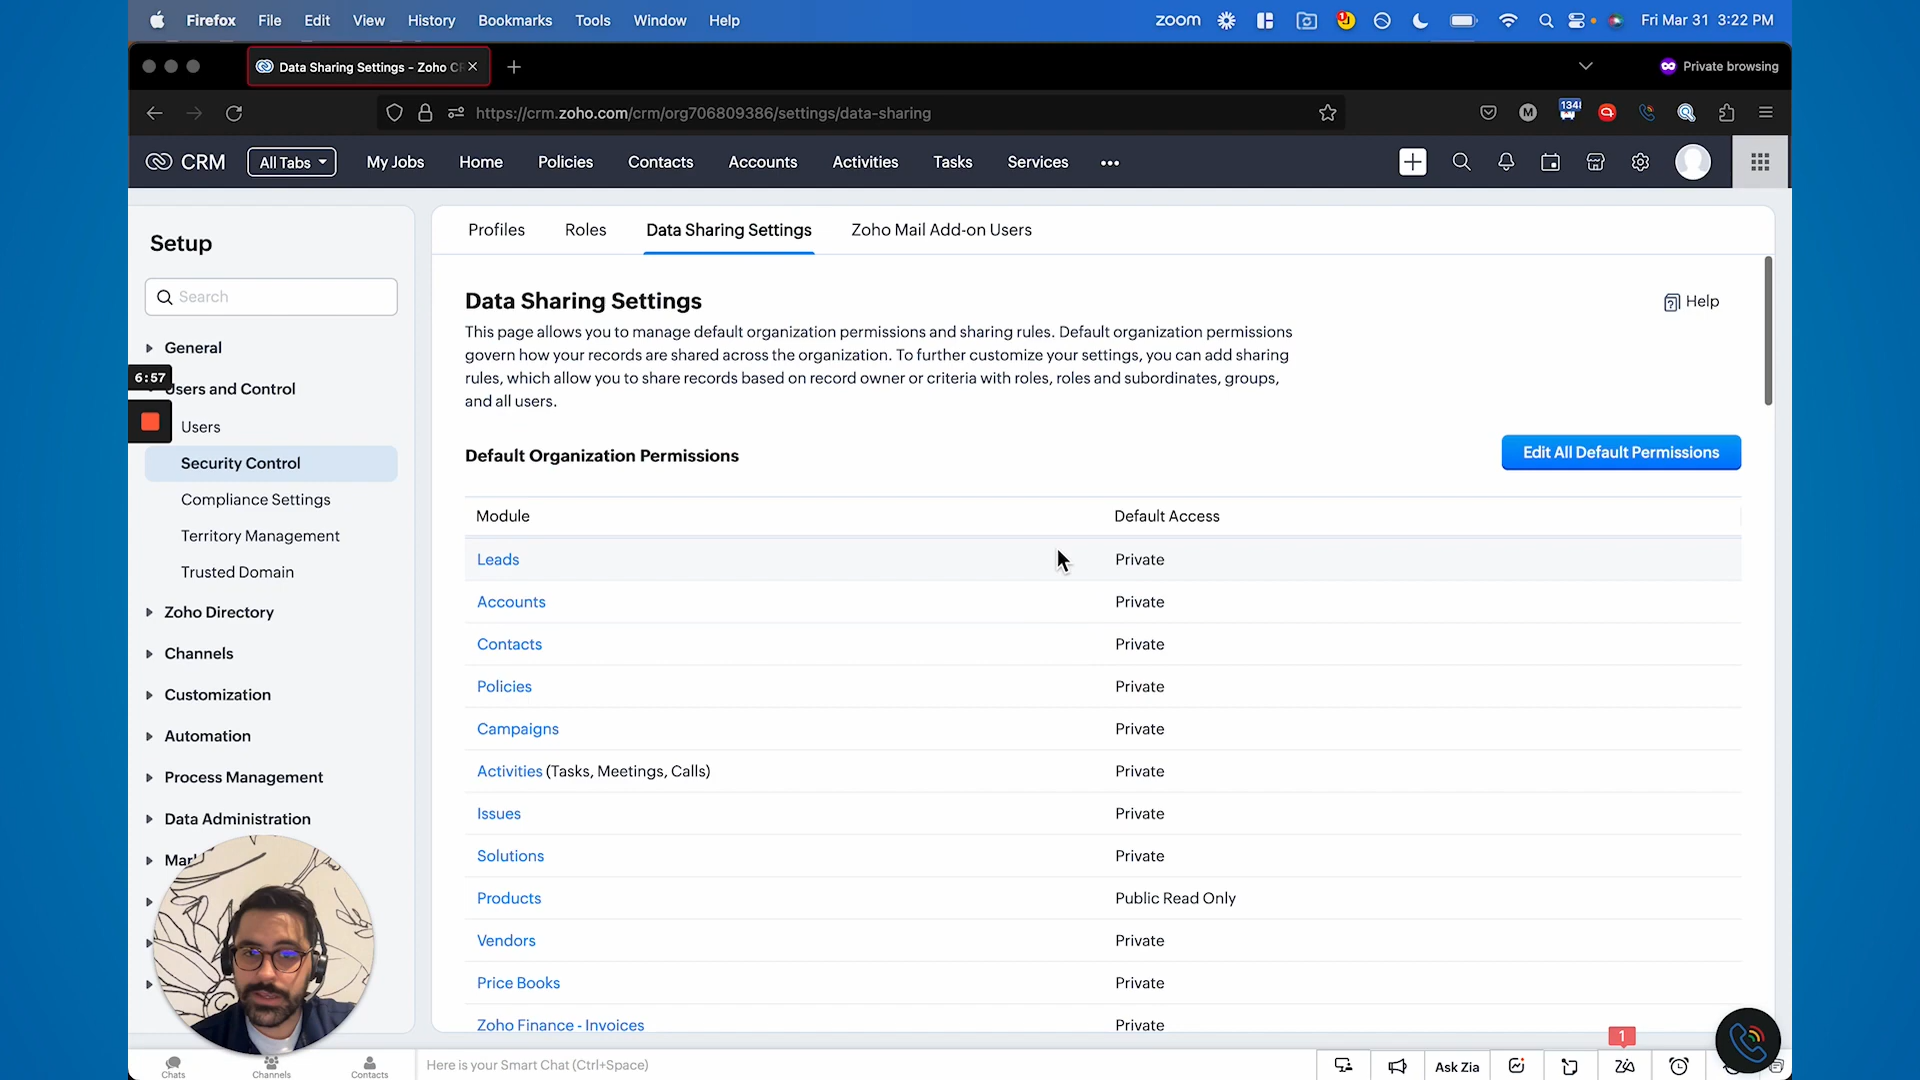 Firefox File Edit View History Bookmarks Tools Window Help
zoom Fri Mar 31 3:22 PM
Data Sharing Settings - Zoho C
Private browsing
https://crm.zoho.com/crm/org706809386/settings/data-sharing
M
134
CRM
All Tabs
My Jobs Home Policies Contacts Accounts Activities Tasks Services
Setup
Search
General
6:57
Users and Control
Users
Security Control
Compliance Settings
Territory Management
Trusted Domain
Zoho Directory
Channels
Customization
Automation
Process Management
Data Administration
Mar
Profiles Roles Data Sharing Settings Zoho Mail Add-on Users
Data Sharing Settings
Help
This page allows you to manage default organization permissions and sharing rules. Default organization permissions
govern how your records are shared across the organization. To further customize your settings, you can add sharing
rules, which allow you to share records based on record owner or criteria with roles, roles and subordinates, groups,
and all users.
Default Organization Permissions
Edit All Default Permissions
Module Default Access
Leads Private
Accounts Private
Contacts Private
Policies Private
Campaigns Private
Activities (Tasks, Meetings, Calls) Private
Issues Private
Solutions Private
Products Public Read Only
Vendors Private
Price Books Private
Zoho Finance - Invoices Private
1
Chats Channels Contacts
Here is your Smart Chat (Ctrl+Space)
Ask Zia